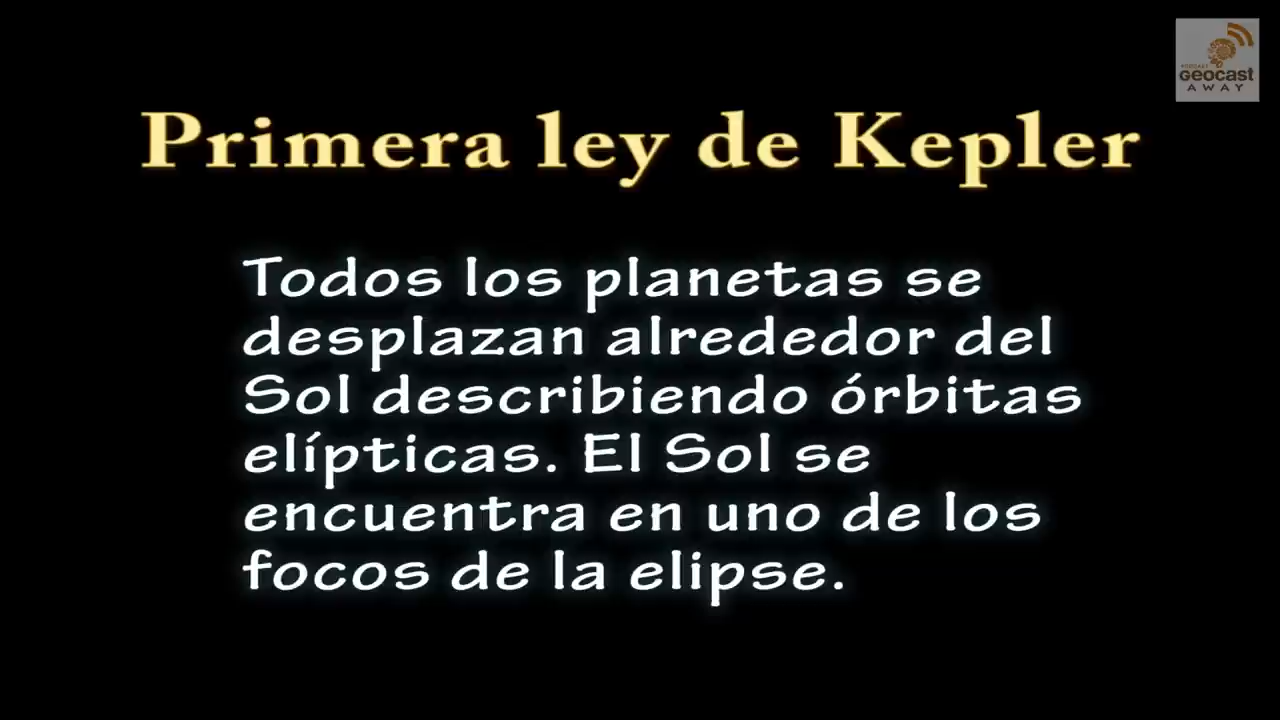 PODCAST
GEOCAST
AWAY
Primera ley de Kepler
Todos los planetas se
desplazan alrededor del
Sol describiendo órbitas
elípticas. El Sol se
encuentra en uno de los
focos de la elipse.